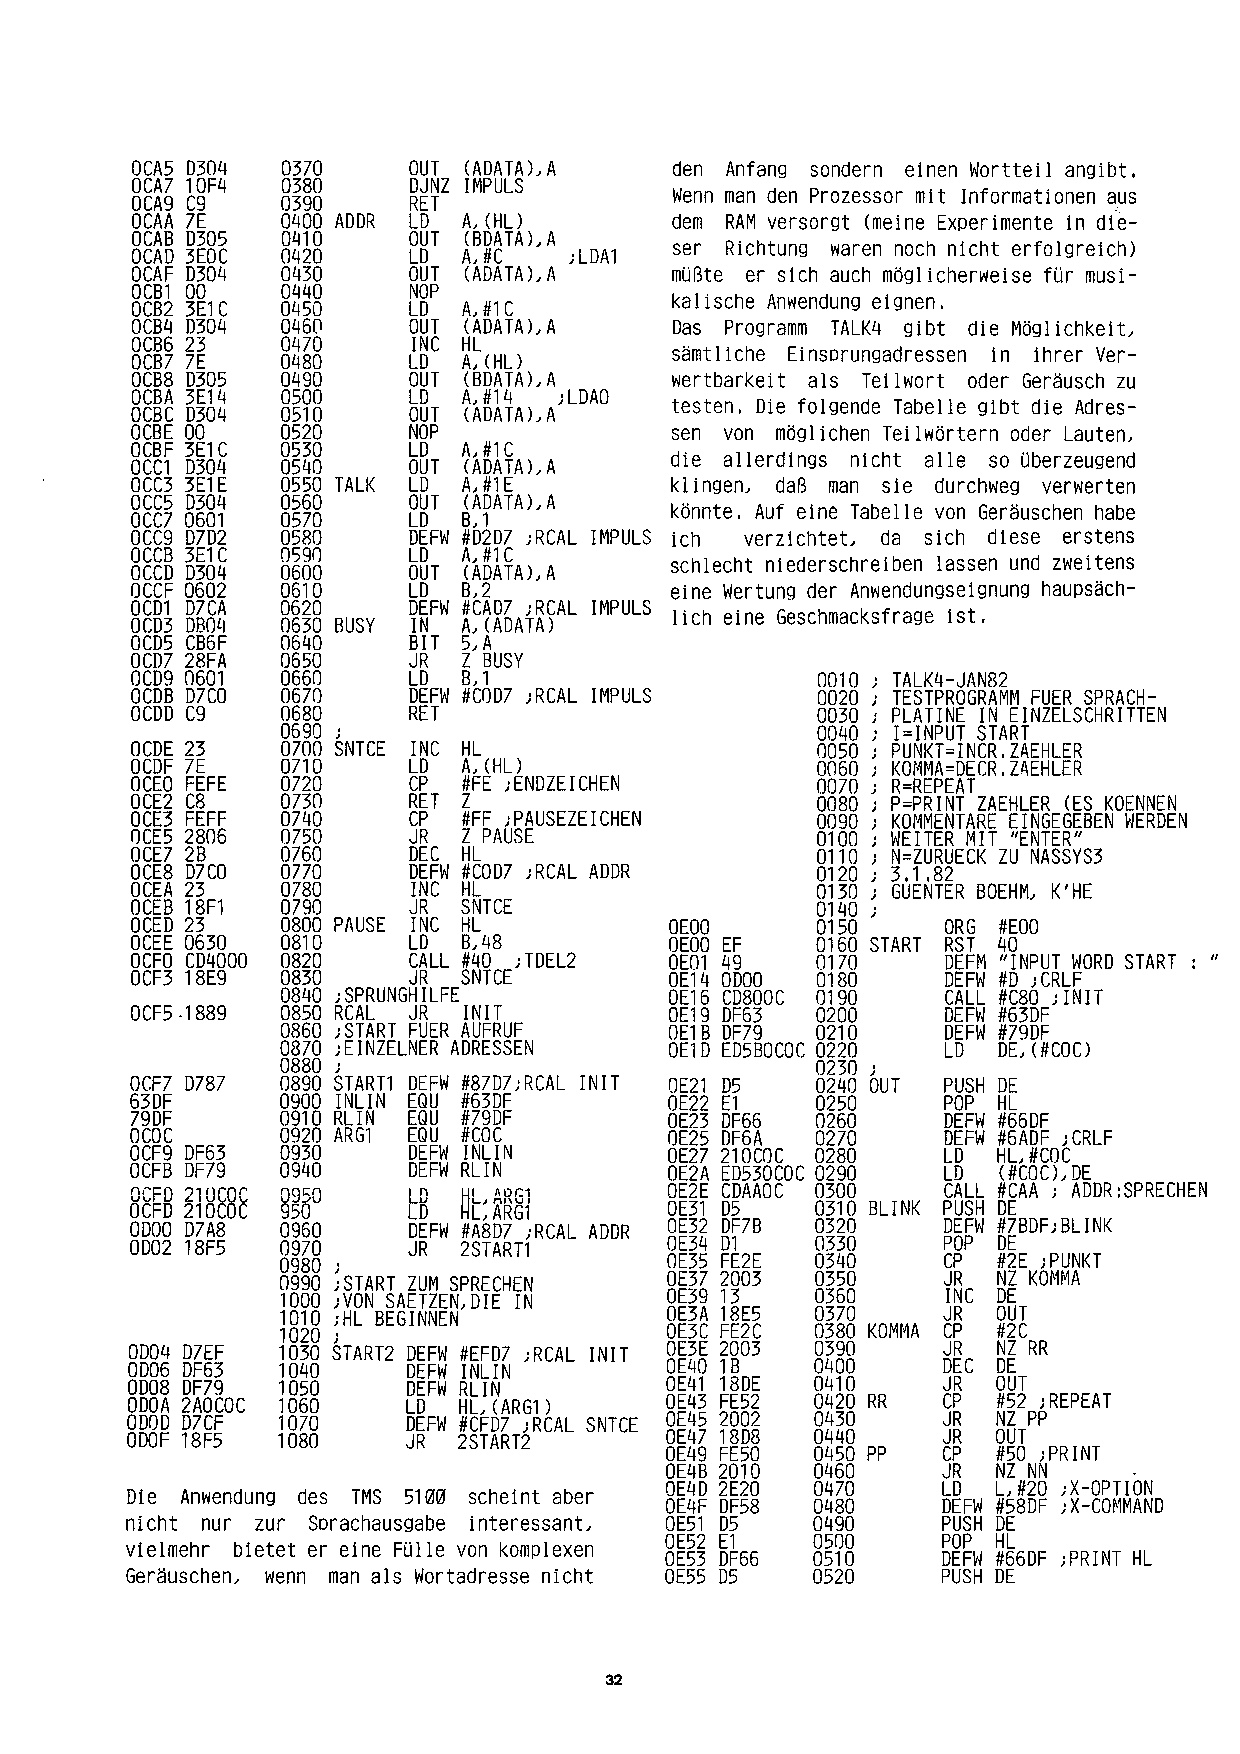 0CA5 D304 0370 OUT (ADATA),A
0CA7 10F4 0380 DJNZ IMPULS
0CA9 C9 0390 RET
0CAA 7E 0400 ADDR LD A,(HL)
0CAB D305 0410 OUT (BDATA),A
0CAD 3E0C 0420 LD A,#C ;LDA1
0CAF D304 0430 OUT (ADATA),A
0CB1 00 0440 NOP
0CB2 3E1C 0450 LD A,#1C
0CB4 D304 0460 OUT (ADATA),A
0CB6 23 0470 INC HL
0CB7 7E 0480 LD A,(HL)
0CB8 D305 0490 OUT (BDATA),A
0CBA 3E14 0500 LD A,#14 ;LDA0
0CBC D304 0510 OUT (ADATA),A
0CBE 00 0520 NOP
0CBF 3E1C 0530 LD A,#1C
0CC1 D304 0540 OUT (ADATA),A
0CC3 3E1E 0550 TALK LD A,#1E
0CC5 D304 0560 OUT (ADATA),A
0CC7 0601 0570 LD B,1
0CC9 D7D2 0580 DEFW #D2D7 ;RCAL IMPULS
0CCB 3E1C 0590 LD A,#1C
0CCD D304 0600 OUT (ADATA),A
0CCF 0602 0610 LD B,2
0CD1 D7CA 0620 DEFW #CAD7 ;RCAL IMPULS
0CD3 DB04 0630 BUSY IN A,(ADATA)
0CD5 CB6F 0640 BIT 5,A
0CD7 28FA 0650 JR Z BUSY
0CD9 0601 0660 LD B,1
0CDB D7C0 0670 DEFW #C0D7 ;RCAL IMPULS
0CDD C9 0680 RET
0690 ;
0CDE 23 0700 SNTCE INC HL
0CDF 7E 0710 LD A,(HL)
0CE0 FEFE 0720 CP #FE ;ENDZEICHEN
0CE2 C8 0730 RET Z
0CE3 FEFF 0740 CP #FF ;PAUSEZEICHEN
0CE5 2806 0750 JR Z PAUSE
0CE7 2B 0760 DEC HL
0CE8 D7C0 0770 DEFW #C0D7 ;RCAL ADDR
0CEA 23 0780 INC HL
0CEB 18F1 0790 JR SNTCE
0CED 23 0800 PAUSE INC HL
0CEE 0630 0810 LD B,48
0CF0 CD4000 0820 CALL #40 ;TDEL2
0CF3 18E9 0830 JR SNTCE
0840 ;SPRUNGHILFE
0CF5 1889 0850 RCAL JR INIT
0860 ;START FUER AUFRUF
0870 ;EINZELNER ADRESSEN
0880 ;
0CF7 D787 0890 START1 DEFW #87D7;RCAL INIT
63DF 0900 INLIN EQU #63DF
79DF 0910 RLIN EQU #79DF
0C0C 0920 ARG1 EQU #C0C
0CF9 DF63 0930 DEFW INLIN
0CFB DF79 0940 DEFW RLIN
0CFD 210C0C 0950 LD HL,ARG1
0CFD 210C0C 950 LD HL,ARG1
0D00 D7A8 0960 DEFW #A8D7 ;RCAL ADDR
0D02 18F5 0970 JR 2START1
0980 ;
0990 ;START ZUM SPRECHEN
1000 ;VON SAETZEN,DIE IN
1010 ;HL BEGINNEN
1020 ;
0D04 D7EF 1030 START2 DEFW #EFD7 ;RCAL INIT
0D06 DF63 1040 DEFW INLIN
0D08 DF79 1050 DEFW RLIN
0D0A 2A0C0C 1060 LD HL,(ARG1)
0D0D D7CF 1070 DEFW #CFD7 ;RCAL SNTCE
0D0F 18F5 1080 JR 2START2
Die Anwendung des TMS 5100 scheint aber
nicht nur zur Sprachausgabe interessant,
vielmehr bietet er eine Fülle von komplexen
Geräuschen, wenn man als Wortadresse nicht
den Anfang sondern einen Wortteil angibt.
Wenn man den Prozessor mit Informationen aus
dem RAM versorgt (meine Experimente in die-
ser Richtung waren noch nicht erfolgreich)
müßte er sich auch möglicherweise für musi-
kalische Anwendung eignen.
Das Programm TALK4 gibt die Möglichkeit,
sämtliche Einsprungadressen in ihrer Ver-
wertbarkeit als Teilwort oder Geräusch zu
testen. Die folgende Tabelle gibt die Adres-
sen von möglichen Teilwörtern oder Lauten,
die allerdings nicht alle so überzeugend
klingen, daß man sie durchweg verwerten
könnte. Auf eine Tabelle von Geräuschen habe
ich verzichtet, da sich diese erstens
schlecht niederschreiben lassen und zweitens
eine Wertung der Anwendungseignung haupsäch-
lich eine Geschmacksfrage ist.
0010 ; TALK4-JAN82
0020 ; TESTPROGRAMM FUER SPRACH-
0030 ; PLATINE IN EINZELSCHRITTEN
0040 ; I=INPUT START
0050 ; PUNKT=INCR.ZAEHLER
0060 ; KOMMA=DECR.ZAEHLER
0070 ; R=REPEAT
0080 ; P=PRINT ZAEHLER (ES KOENNEN
0090 ; KOMMENTARE EINGEGEBEN WERDEN
0100 ; WEITER MIT "ENTER"
0110 ; N=ZURUECK ZU NASSYS3
0120 ; 3.1.82
0130 ; GUENTER BOEHM, K'HE
0140 ;
0E00 0150 ORG #E00
0E00 EF 0160 START RST 40
0E01 49 0170 DEFM "INPUT WORD START : "
0E14 0D00 0180 DEFW #D ;CRLF
0E16 CD800C 0190 CALL #C80 ;INIT
0E19 DF63 0200 DEFW #63DF
0E1B DF79 0210 DEFW #79DF
0E1D ED5B0C0C 0220 LD DE,(#C0C)
0230 ;
0E21 D5 0240 OUT PUSH DE
0E22 E1 0250 POP HL
0E23 DF66 0260 DEFW #66DF
0E25 DF6A 0270 DEFW #6ADF ;CRLF
0E27 210C0C 0280 LD HL,#C0C
0E2A ED530C0C 0290 LD (#C0C),DE
0E2E CDAA0C 0300 CALL #CAA ; ADDR:SPRECHEN
0E31 D5 0310 BLINK PUSH DE
0E32 DF7B 0320 DEFW #7BDF;BLINK
0E34 D1 0330 POP DE
0E35 FE2E 0340 CP #2E ;PUNKT
0E37 2003 0350 JR NZ KOMMA
0E39 13 0360 INC DE
0E3A 18E5 0370 JR OUT
0E3C FE2C 0380 KOMMA CP #2C
0E3E 2003 0390 JR NZ RR
0E40 1B 0400 DEC DE
0E41 18DE 0410 JR OUT
0E43 FE52 0420 RR CP #52 ;REPEAT
0E45 2002 0430 JR NZ PP
0E47 18D8 0440 JR OUT
0E49 FE50 0450 PP CP #50 ;PRINT
0E4B 2010 0460 JR NZ NN
0E4D 2E20 0470 LD L,#20 ;X-OPTION
0E4F DF58 0480 DEFW #58DF ;X-COMMAND
0E51 D5 0490 PUSH DE
0E52 E1 0500 POP HL
0E53 DF66 0510 DEFW #66DF ;PRINT HL
0E55 D5 0520 PUSH DE
32